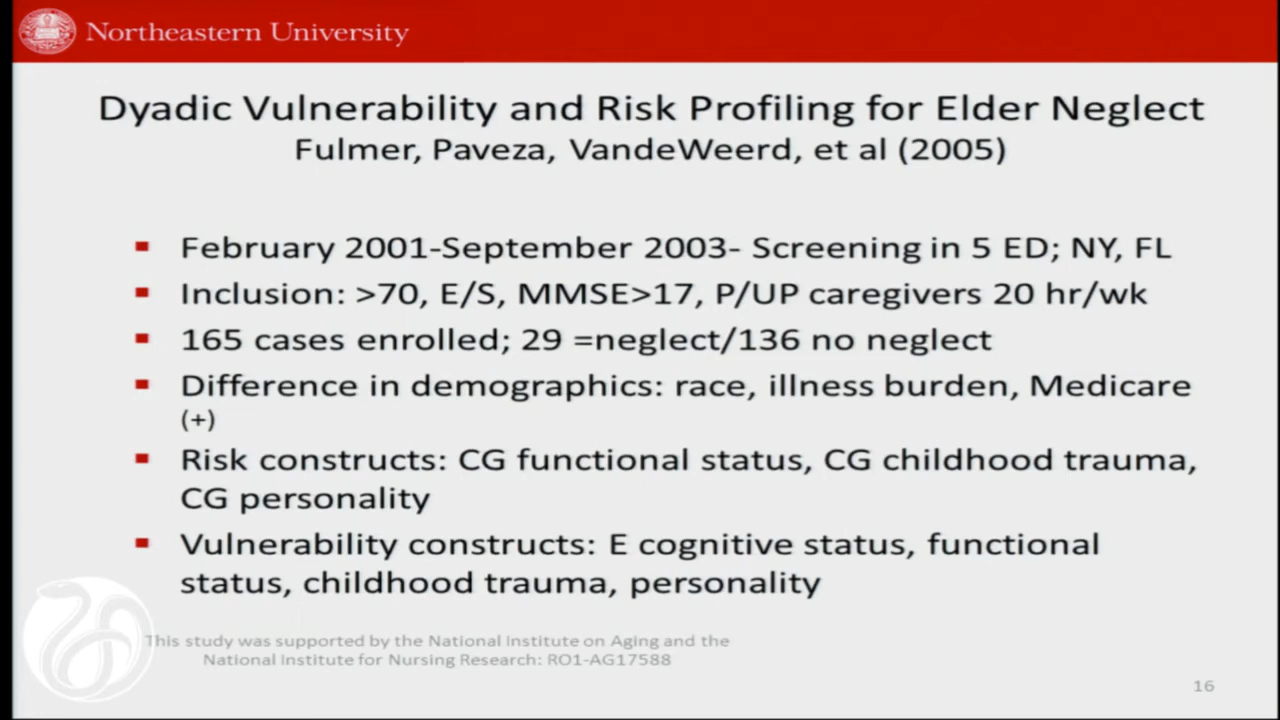 Northeastern University
Dyadic Vulnerability and Risk Profiling for Elder Neglect
Fulmer, Paveza, VandeWeerd, et al (2005)
February 2001-September 2003- Screening in 5 ED; NY, FL
Inclusion: >70, E/S, MMSE>17, P/UP caregivers 20 hr/wk
165 cases enrolled; 29 =neglect/136 no neglect
Difference in demographics: race, illness burden, Medicare
(+)
Risk constructs: CG functional status, CG childhood trauma,
CG personality
Vulnerability constructs: E cognitive status, functional
status, childhood trauma, personality
This study was supported by the National Institute on Aging and the
National Institute for Nursing Research: RO1-AG17588
16